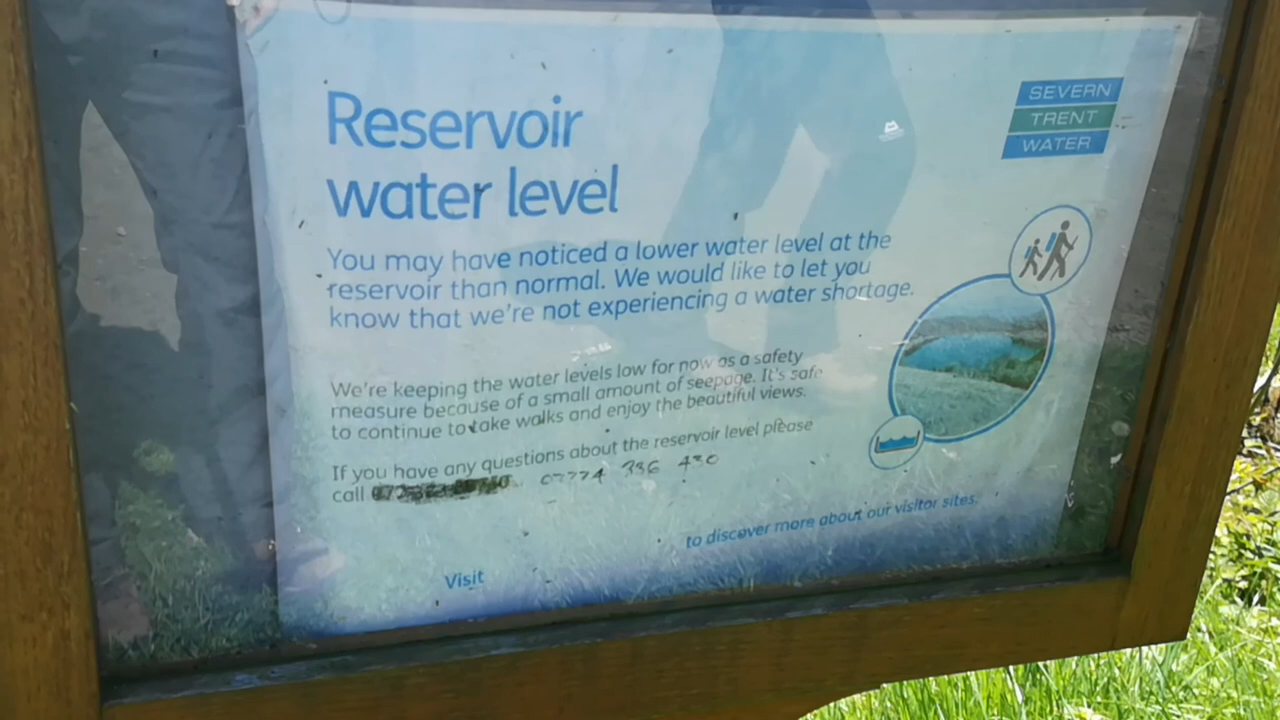 Reservoir
water level
SEVERN
TRENT
WATER
You may have noticed a lower water level at the
reservoir than normal. We would like to let you
know that we're not experiencing a water shortage.
We're keeping the water levels low for now as a safety
measure because of a small amount of seepage. It's safe
to continue to take walks and enjoy the beautiful views.
If you have any questions about the reservoir level please
call 07774 336 430
Visit to discover more about our visitor sites.